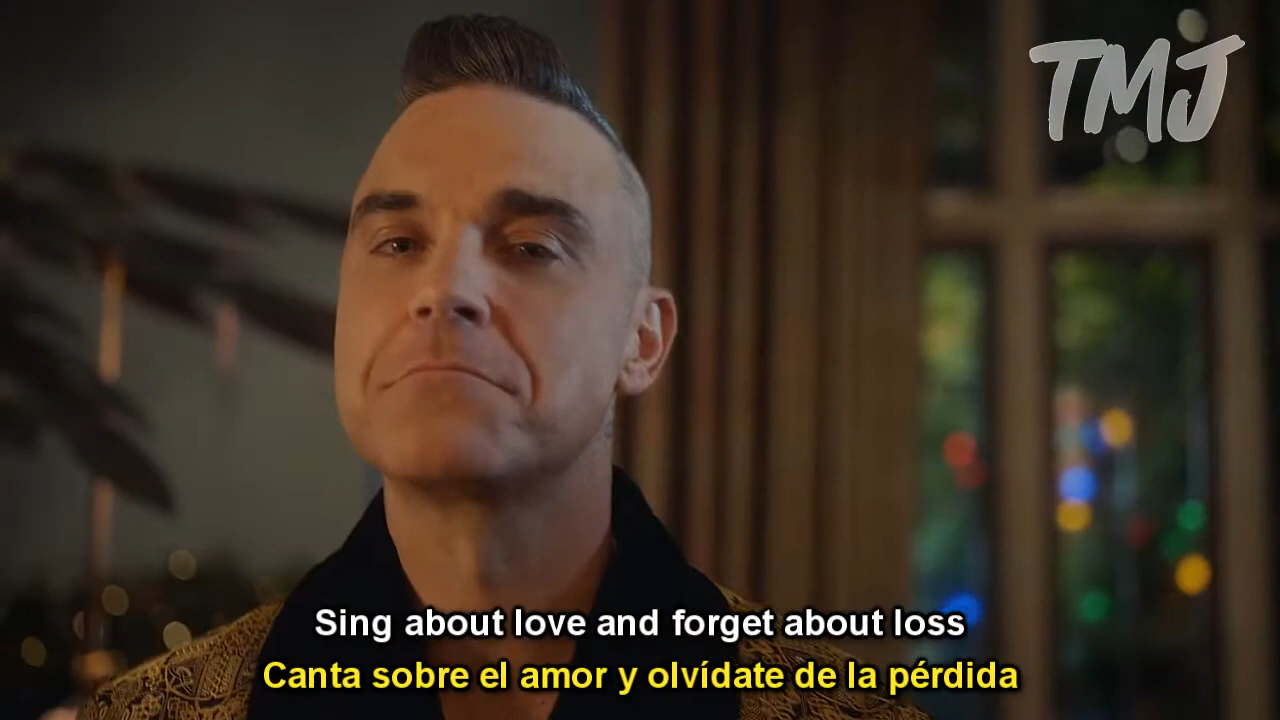 TMJ
Sing about love and forget about loss
Canta sobre el amor y olvídate de la pérdida